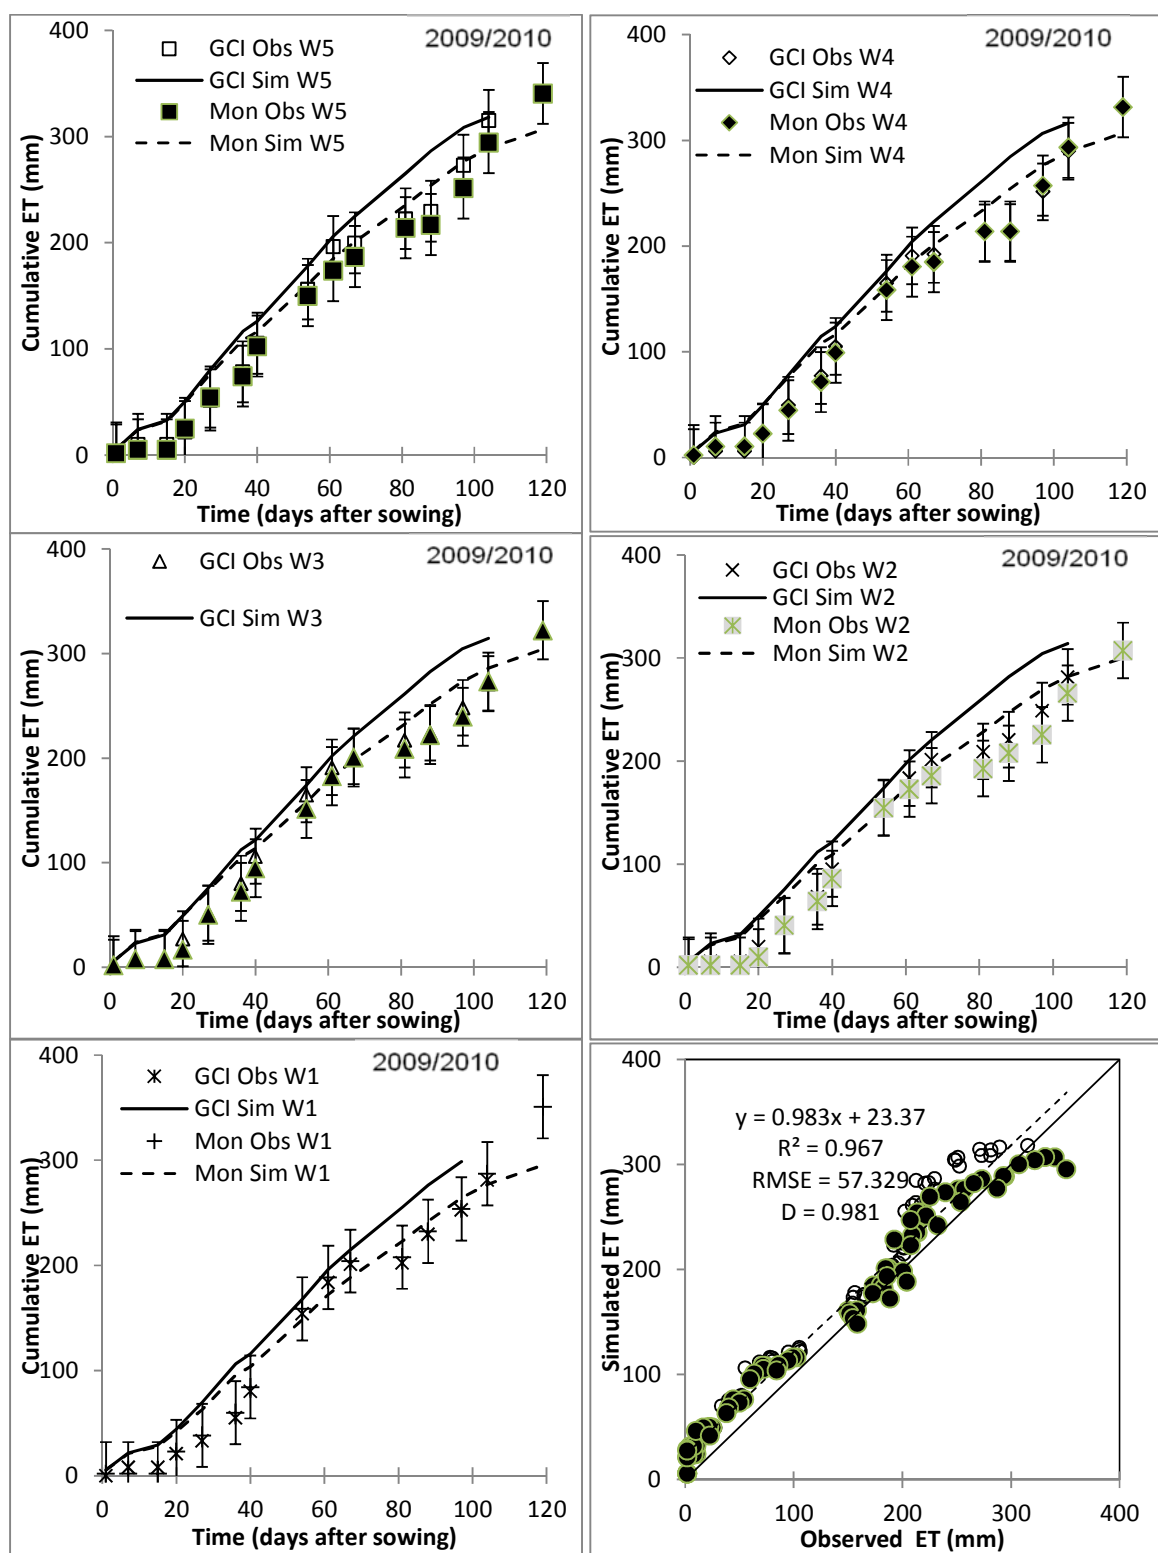 2009/2010
GCI Obs W5
GCI Sim W5
Mon Obs W5
Mon Sim W5
Cumulative ET (mm)
400
300
200
100
0
0 20 40 60 80 100 120
Time (days after sowing)
2009/2010
GCI Obs W4
GCI Sim W4
Mon Obs W4
Mon Sim W4
Cumulative ET (mm)
400
300
200
100
0
0 20 40 60 80 100 120
Time (days after sowing)
2009/2010
GCI Obs W3
GCI Sim W3
Cumulative ET (mm)
400
300
200
100
0
0 20 40 60 80 100 120
Time (days after sowing)
2009/2010
GCI Obs W2
GCI Sim W2
Mon Obs W2
Mon Sim W2
Cumulative ET (mm)
400
300
200
100
0
0 20 40 60 80 100 120
Time (days after sowing)
2009/2010
GCI Obs W1
GCI Sim W1
Mon Obs W1
Mon Sim W1
Cumulative ET (mm)
400
300
200
100
0
0 20 40 60 80 100 120
Time (days after sowing)
y = 0.983x + 23.37
R² = 0.967
RMSE = 57.329
D = 0.981
Simulated ET (mm)
400
300
200
100
0
0 100 200 300 400
Observed ET (mm)